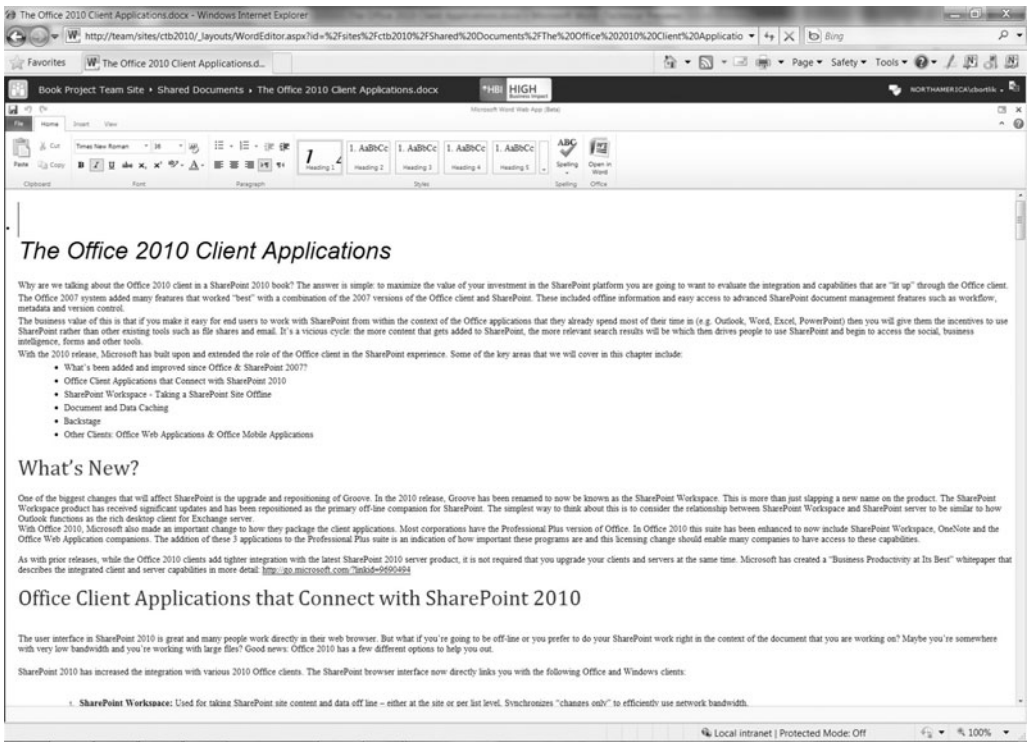 The Office 2010 Client Applications.docx - Windows Internet Explorer
http://team/sites/ctb2010/_layouts/WordEditor.aspx?id=%2Fsites%2Fctb2010%2FShared%20Documents%2FThe%20Office%202010%20Client%20Applicatio
Bing
Favorites The Office 2010 Client Applications.d...
Page Safety Tools
Book Project Team Site Shared Documents The Office 2010 Client Applications.docx
*HBI HIGH Business Impact
NORTHAMERICA\cbortlik
Microsoft Word Web App (Beta)
File Home Insert View
Paste Cut Copy
Times New Roman 16
B I U abc x, x² A
1 Heading 1
1. AaBbCc Heading 2
1. AaBbCc Heading 3
1. AaBbCc Heading 4
1. AaBbCc Heading 5
ABC Spelling
Open in Word
Clipboard Font Paragraph Styles Spelling Office
The Office 2010 Client Applications
Why are we talking about the Office 2010 client in a SharePoint 2010 book? The answer is simple: to maximize the value of your investment in the SharePoint platform you are going to want to evaluate the integration and capabilities that are "lit up" through the Office client.
The Office 2007 system added many features that worked "best" with a combination of the 2007 versions of the Office client and SharePoint. These included offline information and easy access to advanced SharePoint document management features such as workflow,
metadata and version control.
The business value of this is that if you make it easy for end users to work with SharePoint from within the context of the Office applications that they already spend most of their time in (e.g. Outlook, Word, Excel, PowerPoint) then you will give them the incentives to use
SharePoint rather than other existing tools such as file shares and email. It's a vicious cycle: the more content that gets added to SharePoint, the more relevant search results will be which then drives people to use SharePoint and begin to access the social, business
intelligence, forms and other tools.
With the 2010 release, Microsoft has built upon and extended the role of the Office client in the SharePoint experience. Some of the key areas that we will cover in this chapter include:
• What's been added and improved since Office & SharePoint 2007?
• Office Client Applications that Connect with SharePoint 2010
• SharePoint Workspace - Taking a SharePoint Site Offline
• Document and Data Caching
• Backstage
• Other Clients: Office Web Applications & Office Mobile Applications
What's New?
One of the biggest changes that will affect SharePoint is the upgrade and repositioning of Groove. In the 2010 release, Groove has been renamed to now be known as the SharePoint Workspace. This is more than just slapping a new name on the product. The SharePoint
Workspace product has received significant updates and has been repositioned as the primary off-line companion for SharePoint. The simplest way to think about this is to consider the relationship between SharePoint Workspace and SharePoint server to be similar to how
Outlook functions as the rich desktop client for Exchange server.
With Office 2010, Microsoft also made an important change to how they package the client applications. Most corporations have the Professional Plus version of Office. In Office 2010 this suite has been enhanced to now include SharePoint Workspace, OneNote and the
Office Web Application companions. The addition of these 3 applications to the Professional Plus suite is an indication of how important these programs are and this licensing change should enable many companies to have access to these capabilities.
As with prior releases, while the Office 2010 clients add tighter integration with the latest SharePoint 2010 server product, it is not required that you upgrade your clients and servers at the same time. Microsoft has created a "Business Productivity at Its Best" whitepaper that
describes the integrated client and server capabilities in more detail: http://go.microsoft.com/?linkid=9690494
Office Client Applications that Connect with SharePoint 2010
The user interface in SharePoint 2010 is great and many people work directly in their web browser. But what if you're going to be off-line or you prefer to do your SharePoint work right in the context of the document that you are working on? Maybe you're somewhere
with very low bandwidth and you're working with large files? Good news: Office 2010 has a few different options to help you out.
SharePoint 2010 has increased the integration with various 2010 Office clients. The SharePoint browser interface now directly links you with the following Office and Windows clients:
SharePoint Workspace: Used for taking SharePoint site content and data off line – either at the site or per list level. Synchronizes "changes only" to efficiently use network bandwidth.
Local intranet | Protected Mode: Off
100%